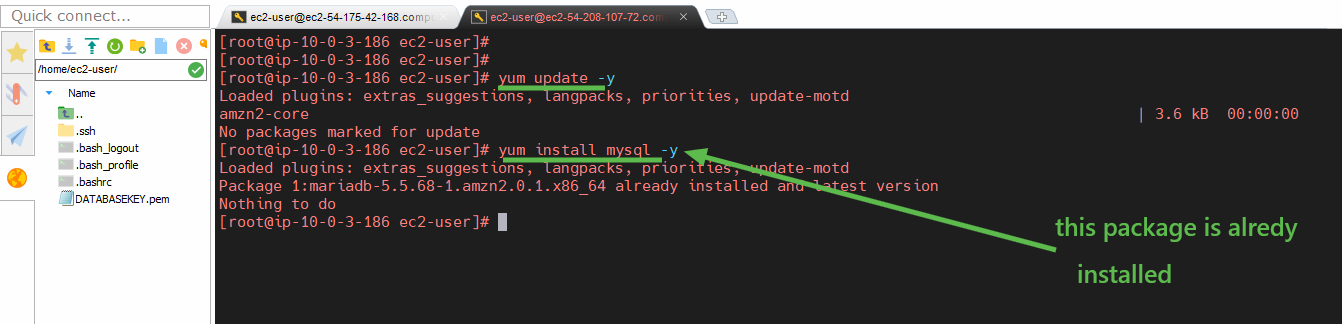 Quick connect...
ec2-user@ec2-54-175-42-168.compu
ec2-user@ec2-54-208-107-72.com
/home/ec2-user/
Name
..
.ssh
.bash_logout
.bash_profile
.bashrc
DATABASEKEY.pem
[root@ip-10-0-3-186 ec2-user]#
[root@ip-10-0-3-186 ec2-user]#
[root@ip-10-0-3-186 ec2-user]# yum update -y
Loaded plugins: extras_suggestions, langpacks, priorities, update-motd
amzn2-core | 3.6 kB 00:00:00
No packages marked for update
[root@ip-10-0-3-186 ec2-user]# yum install mysql -y
Loaded plugins: extras_suggestions, langpacks, priorities, update-motd
Package 1:mariadb-5.5.68-1.amzn2.0.1.x86_64 already installed and latest version
Nothing to do
[root@ip-10-0-3-186 ec2-user]#
this package is alredy
installed